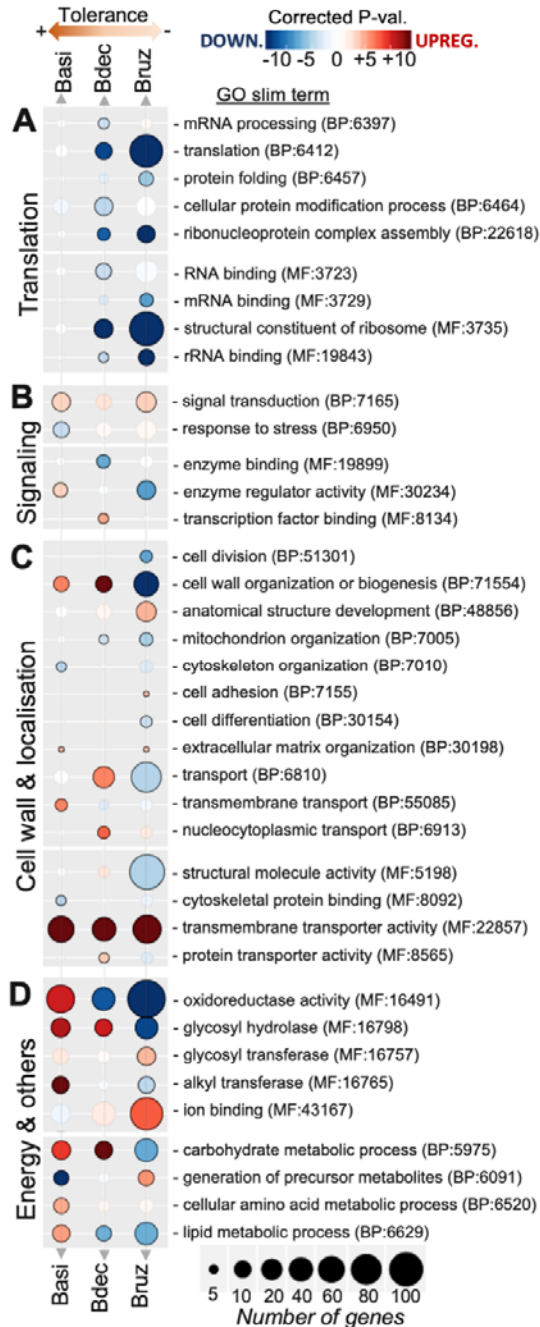 Tolerance
+ -
Basi Bdec Bruz
Corrected P-val.
DOWN. UPREG.
-10 -5 0 +5 +10
GO slim term
A
Translation
- mRNA processing (BP:6397)
- translation (BP:6412)
- protein folding (BP:6457)
- cellular protein modification process (BP:6464)
- ribonucleoprotein complex assembly (BP:22618)
- RNA binding (MF:3723)
- mRNA binding (MF:3729)
- structural constituent of ribosome (MF:3735)
- rRNA binding (MF:19843)
B
Signaling
- signal transduction (BP:7165)
- response to stress (BP:6950)
- enzyme binding (MF:19899)
- enzyme regulator activity (MF:30234)
- transcription factor binding (MF:8134)
C
Cell wall & localisation
- cell division (BP:51301)
- cell wall organization or biogenesis (BP:71554)
- anatomical structure development (BP:48856)
- mitochondrion organization (BP:7005)
- cytoskeleton organization (BP:7010)
- cell adhesion (BP:7155)
- cell differentiation (BP:30154)
- extracellular matrix organization (BP:30198)
- transport (BP:6810)
- transmembrane transport (BP:55085)
- nucleocytoplasmic transport (BP:6913)
- structural molecule activity (MF:5198)
- cytoskeletal protein binding (MF:8092)
- transmembrane transporter activity (MF:22857)
- protein transporter activity (MF:8565)
D
Energy & others
- oxidoreductase activity (MF:16491)
- glycosyl hydrolase (MF:16798)
- glycosyl transferase (MF:16757)
- alkyl transferase (MF:16765)
- ion binding (MF:43167)
- carbohydrate metabolic process (BP:5975)
- generation of precursor metabolites (BP:6091)
- cellular amino acid metabolic process (BP:6520)
- lipid metabolic process (BP:6629)
Basi Bdec Bruz
5 10 20 40 60 80 100
Number of genes